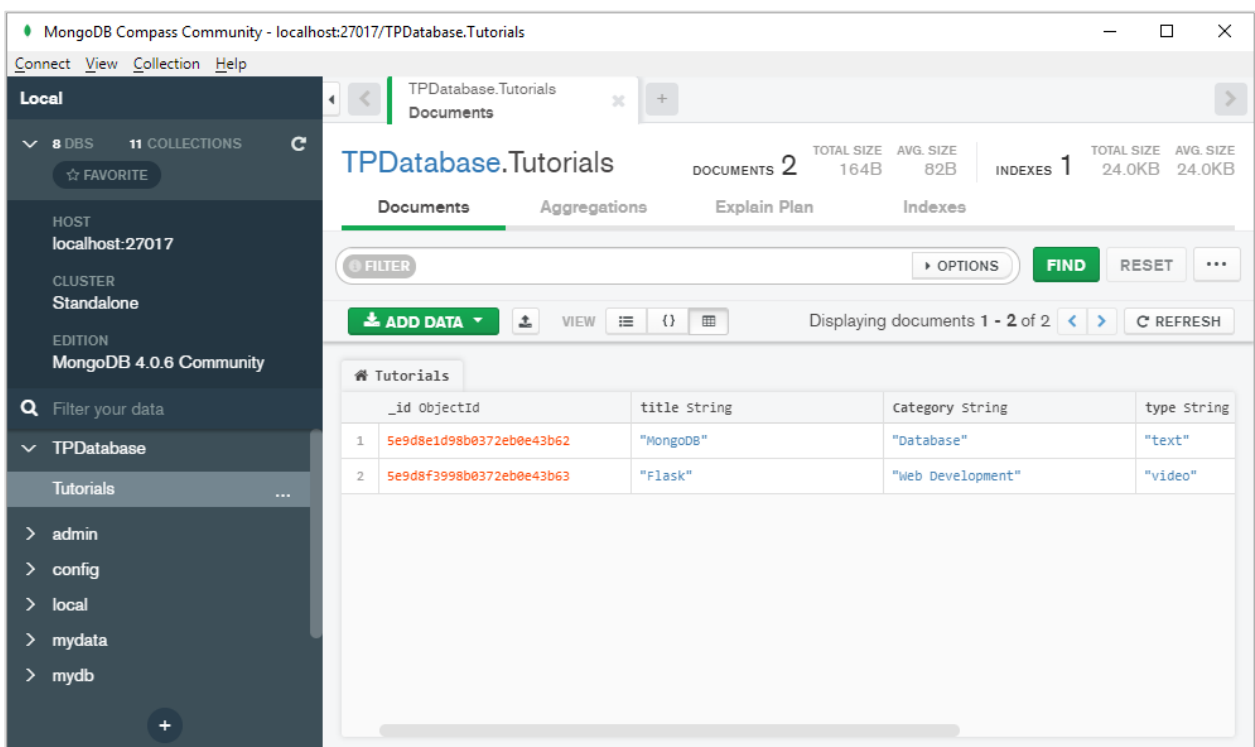 MongoDB Compass Community - localhost:27017/TPDatabase.Tutorials
Connect View Collection Help
Local
8 DBS 11 COLLECTIONS
FAVORITE
HOST
localhost:27017
CLUSTER
Standalone
EDITION
MongoDB 4.0.6 Community
Filter your data
TPDatabase
Tutorials ...
admin
config
local
mydata
mydb
+
TPDatabase.Tutorials
Documents
+
TPDatabase.Tutorials
DOCUMENTS 2 TOTAL SIZE 164B AVG. SIZE 82B INDEXES 1 TOTAL SIZE 24.0KB AVG. SIZE 24.0KB
Documents Aggregations Explain Plan Indexes
FILTER OPTIONS FIND RESET ...
ADD DATA VIEW {} Displaying documents 1 - 2 of 2 < > REFRESH
Tutorials
_id ObjectId title String Category String type String
1 5e9d8e1d98b0372eb0e43b62 "MongoDB" "Database" "text"
2 5e9d8f3998b0372eb0e43b63 "Flask" "Web Development" "video"